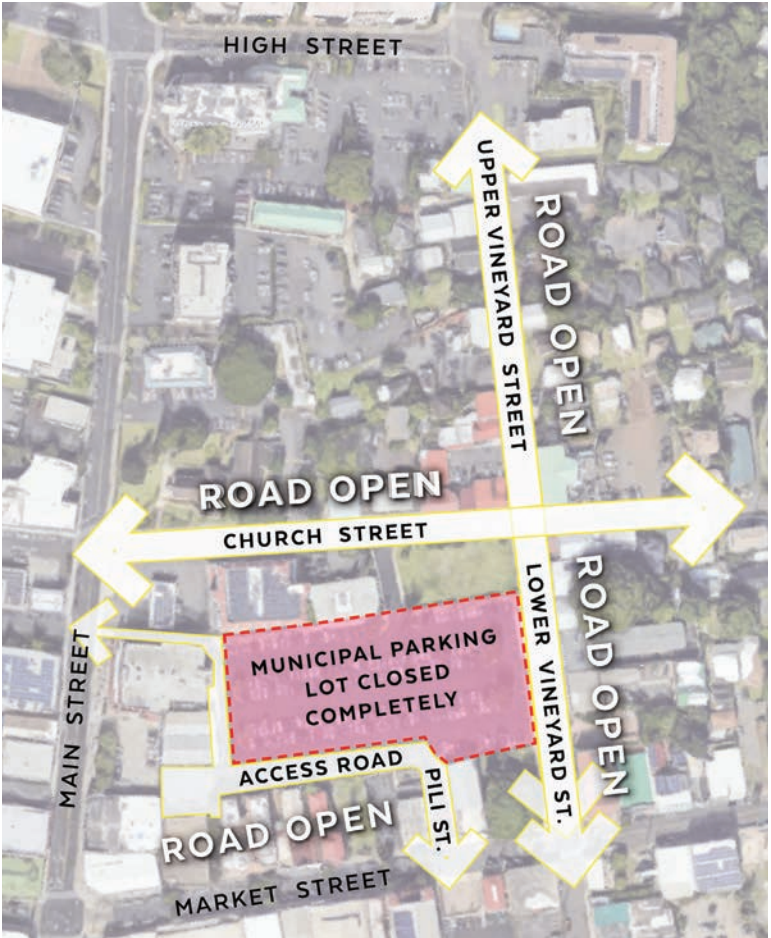 HIGH STREET
UPPER VINEYARD STREET
ROAD OPEN
ROAD OPEN
CHURCH STREET
LOWER VINEYARD ST.
ROAD OPEN
MUNICIPAL PARKING
LOT CLOSED
COMPLETELY
MAIN STREET
ACCESS ROAD
PILI ST.
ROAD OPEN
MARKET STREET